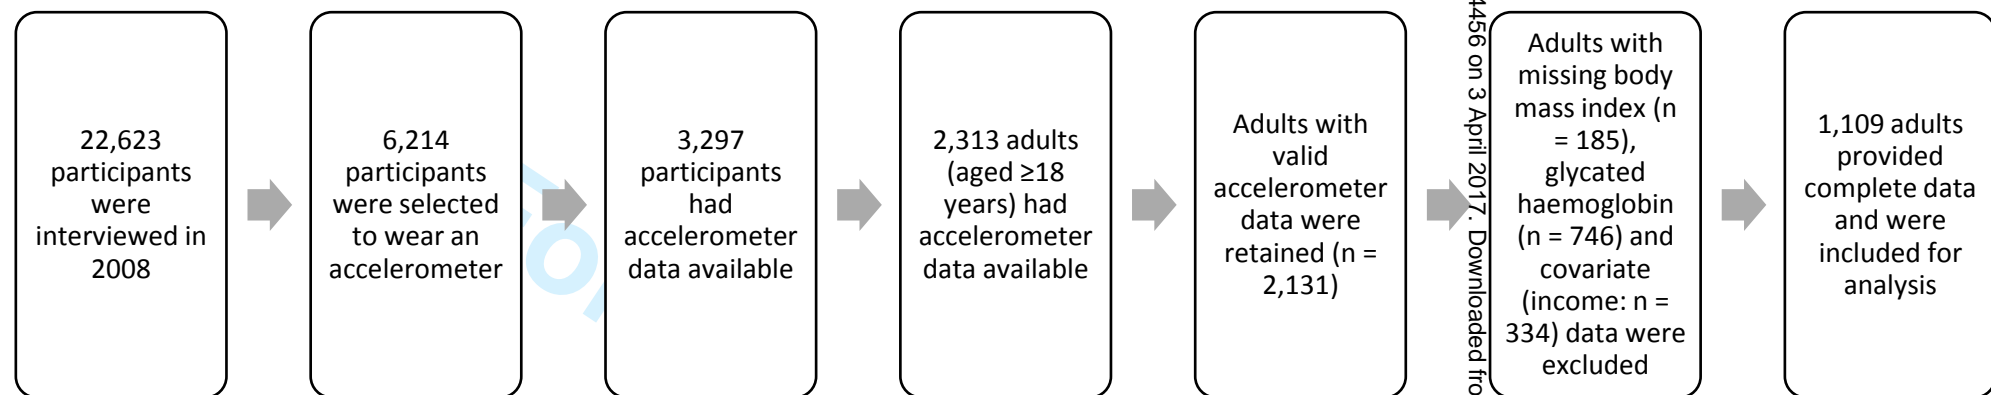 22,623
participants
were
interviewed in
2008
6,214
participants
were selected
to wear an
accelerometer
3,297
participants
had
accelerometer
data available
2,313 adults
(aged ≥18
years) had
accelerometer
data available
Adults with
valid
accelerometer
data were
retained (n =
2,131)
Adults with
missing body
mass index (n
= 185),
glycated
haemoglobin
(n = 746) and
covariate
(income: n =
334) data were
excluded
1,109 adults
provided
complete data
and were
included for
analysis
4456 on 3 April 2017. Downloaded fro